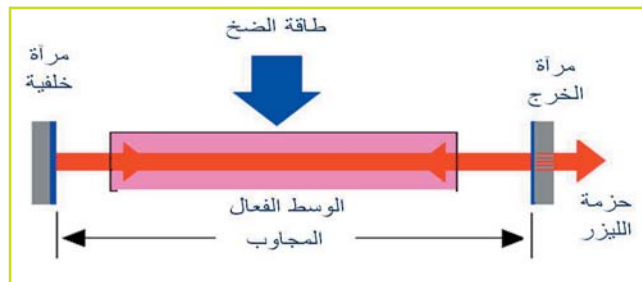 طاقة الضخ
مرآة
خلفية
مرآة
الخرج
الوسط الفعال
المجاوب
حزمة
الليزر